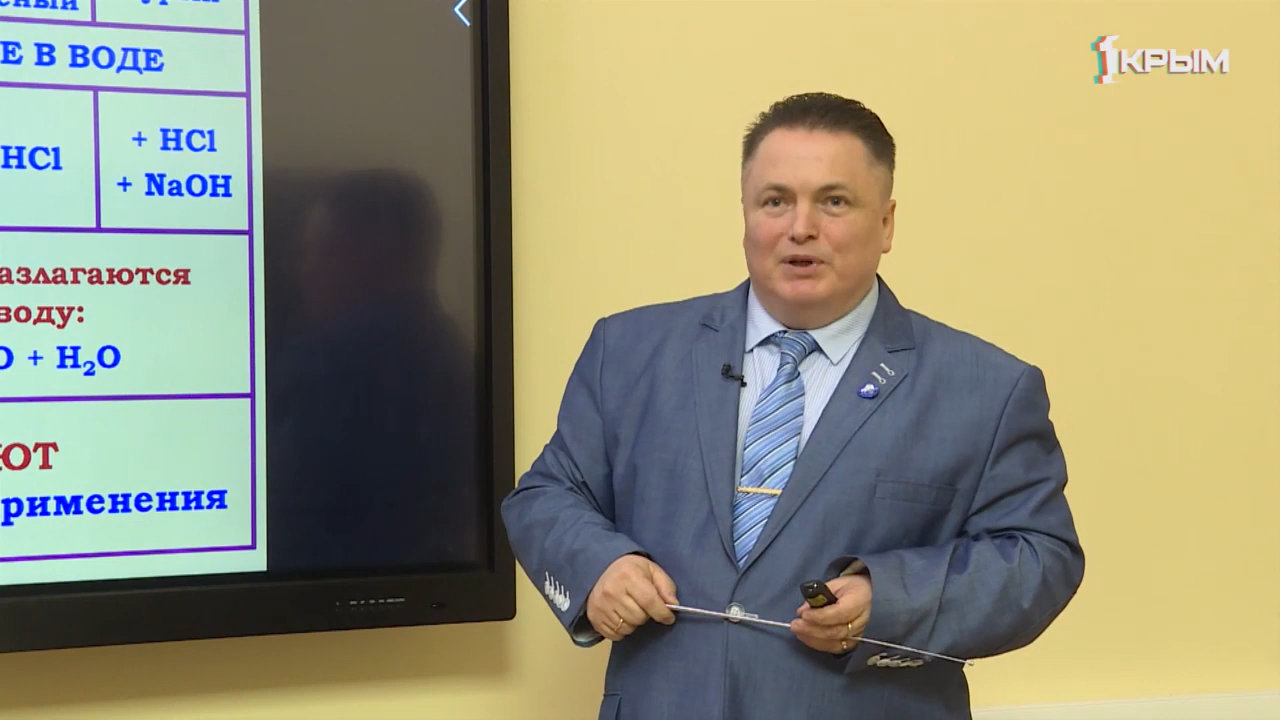 1КРЫМ
Е В ВОДЕ
HCl
+ HCl
+ NaOH
азлагаются
воду:
O + H₂O
ЮТ
рименения